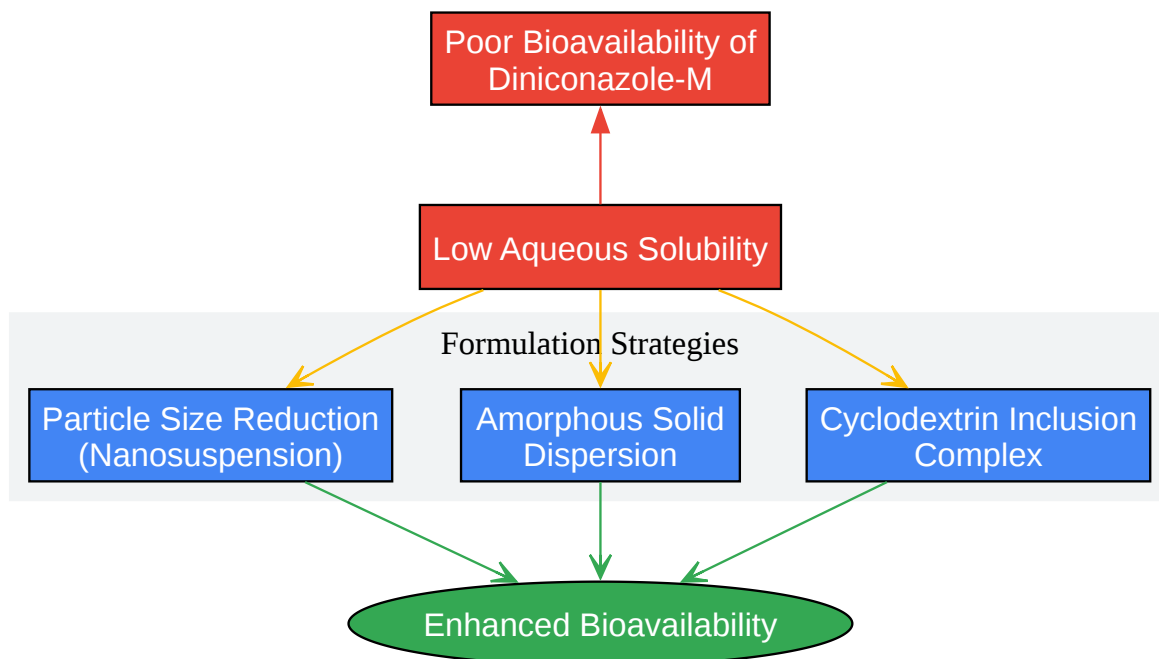 Poor Bioavailability of
Diniconazole-M
Low Aqueous Solubility
Formulation Strategies
Particle Size Reduction
(Nanosuspension)
Amorphous Solid
Dispersion
Cyclodextrin Inclusion
Complex
Enhanced Bioavailability